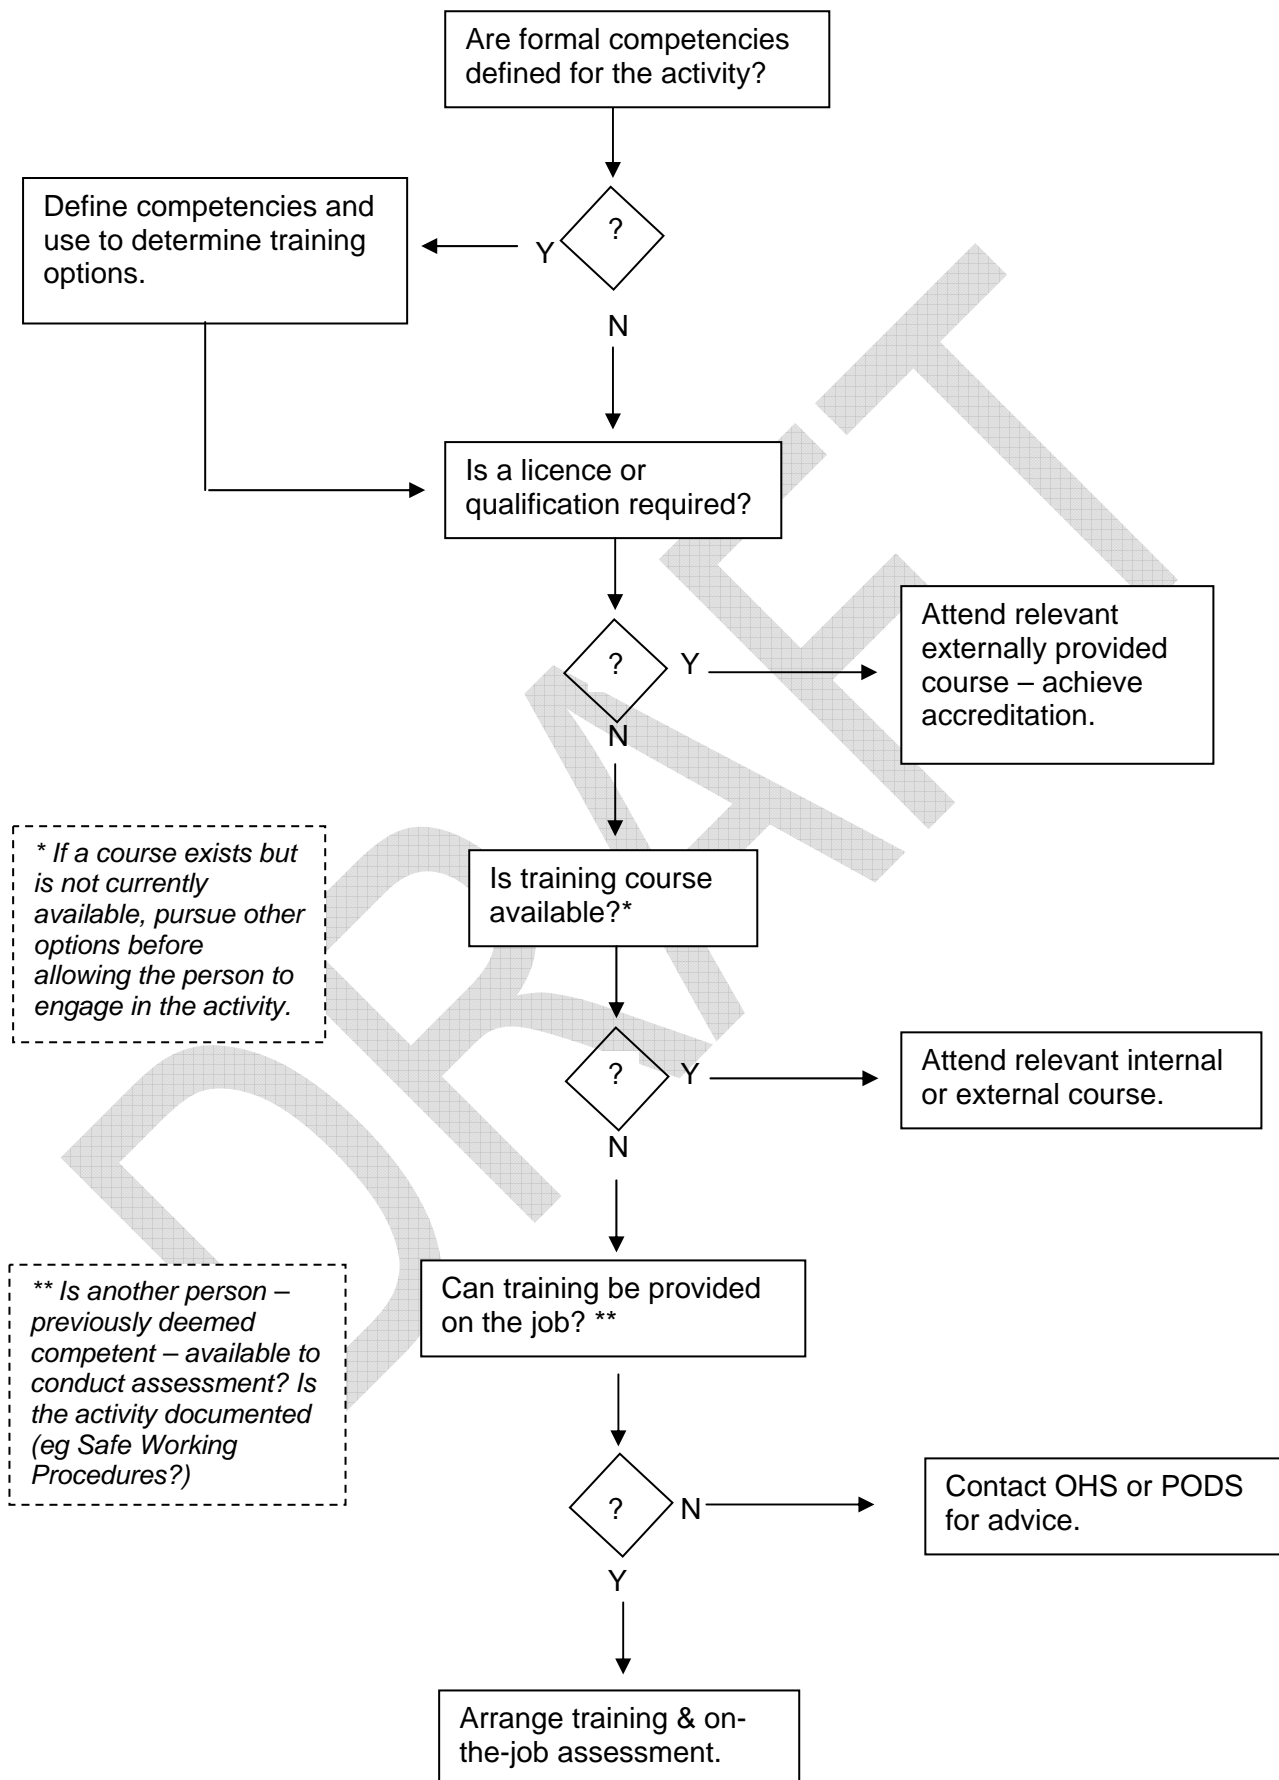 Are formal competencies
defined for the activity?
?
Define competencies and
use to determine training
options.
Y
N
Is a licence or
qualification required?
?
Y
Attend relevant
externally provided
course – achieve
accreditation.
N
* If a course exists but
is not currently
available, pursue other
options before
allowing the person to
engage in the activity.
Is training course
available?*
?
Y
Attend relevant internal
or external course.
N
** Is another person –
previously deemed
competent – available to
conduct assessment? Is
the activity documented
(eg Safe Working
Procedures?)
Can training be provided
on the job? **
?
N
Contact OHS or PODS
for advice.
Y
Arrange training & on-
the-job assessment.
DRAFT